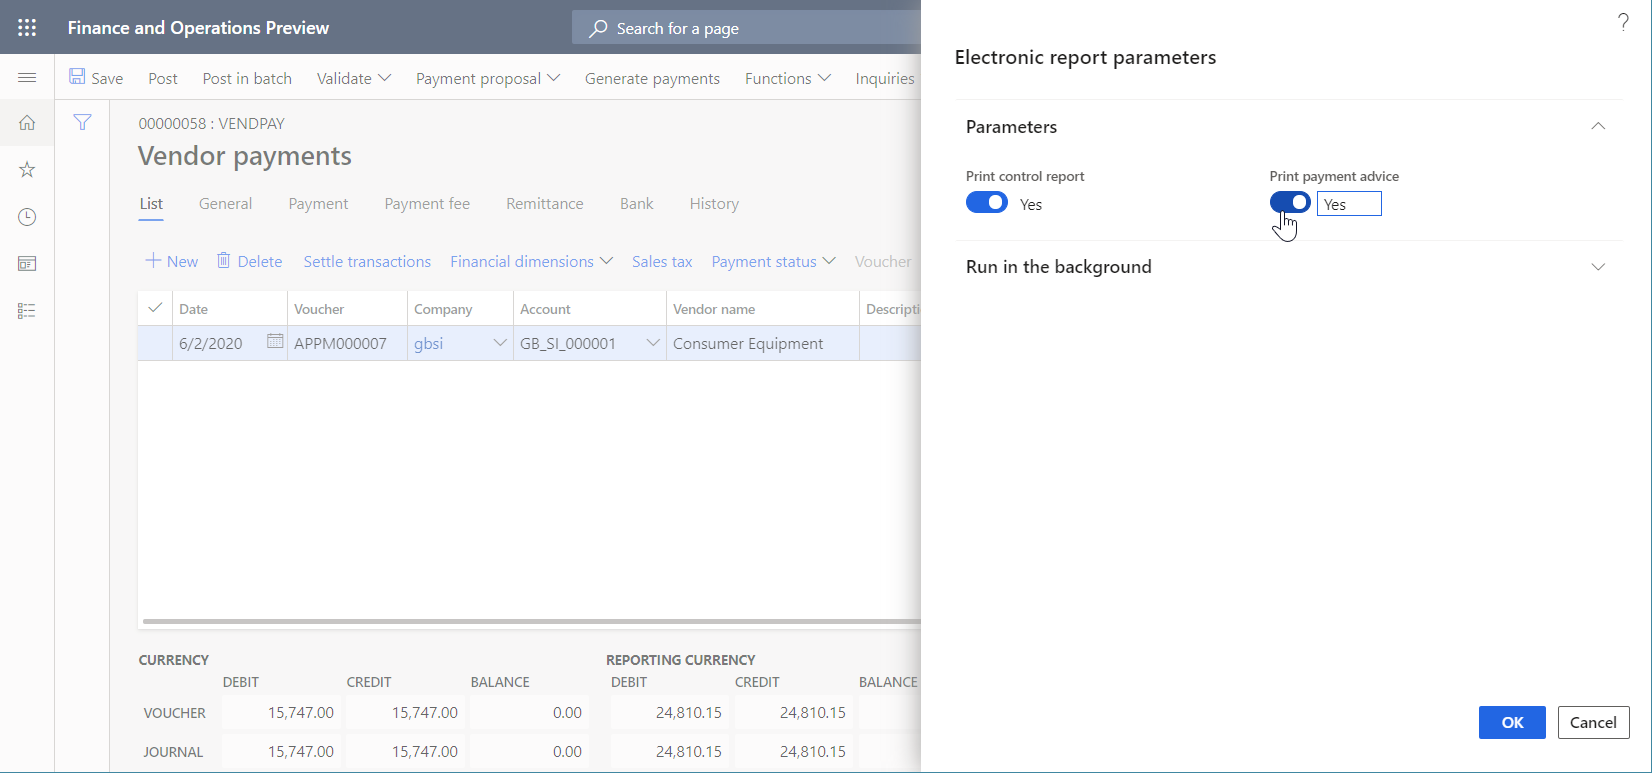 Finance and Operations Preview
Search for a page
?
Save Post Post in batch Validate Payment proposal Generate payments Functions Inquiries
00000058 : VENDPAY
Vendor payments
List General Payment Payment fee Remittance Bank History
New Delete Settle transactions Financial dimensions Sales tax Payment status Voucher
Date Voucher Company Account Vendor name Descripti
6/2/2020 APPM000007 gbsi GB_SI_000001 Consumer Equipment
CURRENCY REPORTING CURRENCY
DEBIT CREDIT BALANCE DEBIT CREDIT BALANCE
VOUCHER 15,747.00 15,747.00 0.00 24,810.15 24,810.15
JOURNAL 15,747.00 15,747.00 0.00 24,810.15 24,810.15
Electronic report parameters
Parameters
Print control report Print payment advice
Yes Yes
Run in the background
OK Cancel